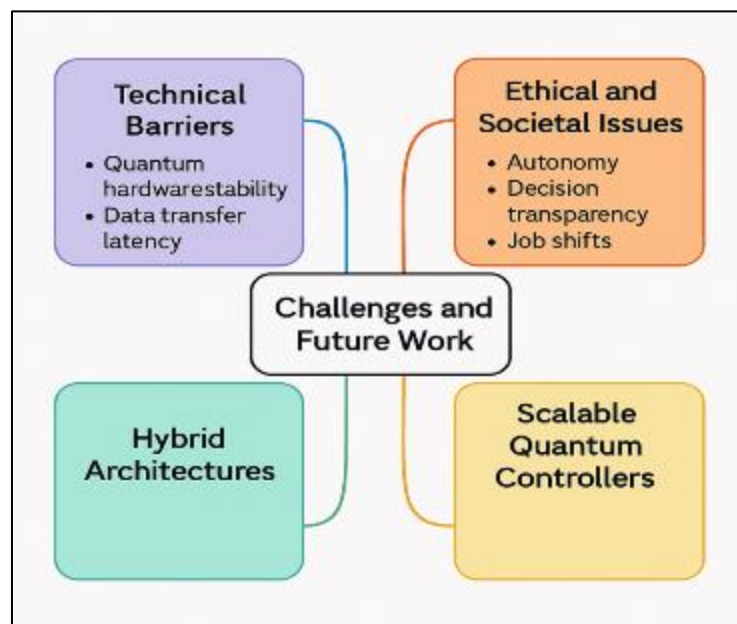 Technical
Barriers
• Quantum
hardwarestability
• Data transfer
latency
Ethical and
Societal Issues
• Autonomy
• Decision
transparency
• Job shifts
Challenges and
Future Work
Hybrid
Architectures
Scalable
Quantum
Controllers